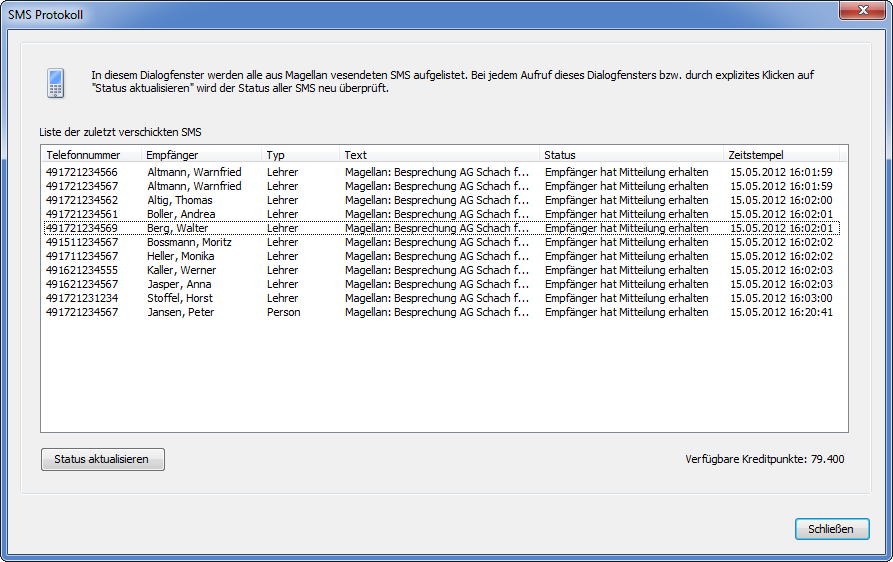 SMS Protokoll
In diesem Dialogfenster werden alle aus Magellan vesendeten SMS aufgelistet. Bei jedem Aufruf dieses Dialogfensters bzw. durch explizites Klicken auf
"Status aktualisieren" wird der Status aller SMS neu überprüft.
Liste der zuletzt verschickten SMS
Telefonnummer Empfänger Typ Text Status Zeitstempel
491721234566 Altmann, Warnfried Lehrer Magellan: Besprechung AG Schach f... Empfänger hat Mitteilung erhalten 15.05.2012 16:01:59
491721234567 Altmann, Warnfried Lehrer Magellan: Besprechung AG Schach f... Empfänger hat Mitteilung erhalten 15.05.2012 16:01:59
491721234562 Altig, Thomas Lehrer Magellan: Besprechung AG Schach f... Empfänger hat Mitteilung erhalten 15.05.2012 16:02:00
491721234561 Boller, Andrea Lehrer Magellan: Besprechung AG Schach f... Empfänger hat Mitteilung erhalten 15.05.2012 16:02:01
491721234569 Berg, Walter Lehrer Magellan: Besprechung AG Schach f... Empfänger hat Mitteilung erhalten 15.05.2012 16:02:01
491511234567 Bossmann, Moritz Lehrer Magellan: Besprechung AG Schach f... Empfänger hat Mitteilung erhalten 15.05.2012 16:02:02
491711234567 Heller, Monika Lehrer Magellan: Besprechung AG Schach f... Empfänger hat Mitteilung erhalten 15.05.2012 16:02:02
491621234555 Kaller, Werner Lehrer Magellan: Besprechung AG Schach f... Empfänger hat Mitteilung erhalten 15.05.2012 16:02:03
491621234567 Jasper, Anna Lehrer Magellan: Besprechung AG Schach f... Empfänger hat Mitteilung erhalten 15.05.2012 16:02:03
491721231234 Stoffel, Horst Lehrer Magellan: Besprechung AG Schach f... Empfänger hat Mitteilung erhalten 15.05.2012 16:03:00
491721234567 Jansen, Peter Person Magellan: Besprechung AG Schach f... Empfänger hat Mitteilung erhalten 15.05.2012 16:20:41
Status aktualisieren Verfügbare Kreditpunkte: 79.400
Schließen